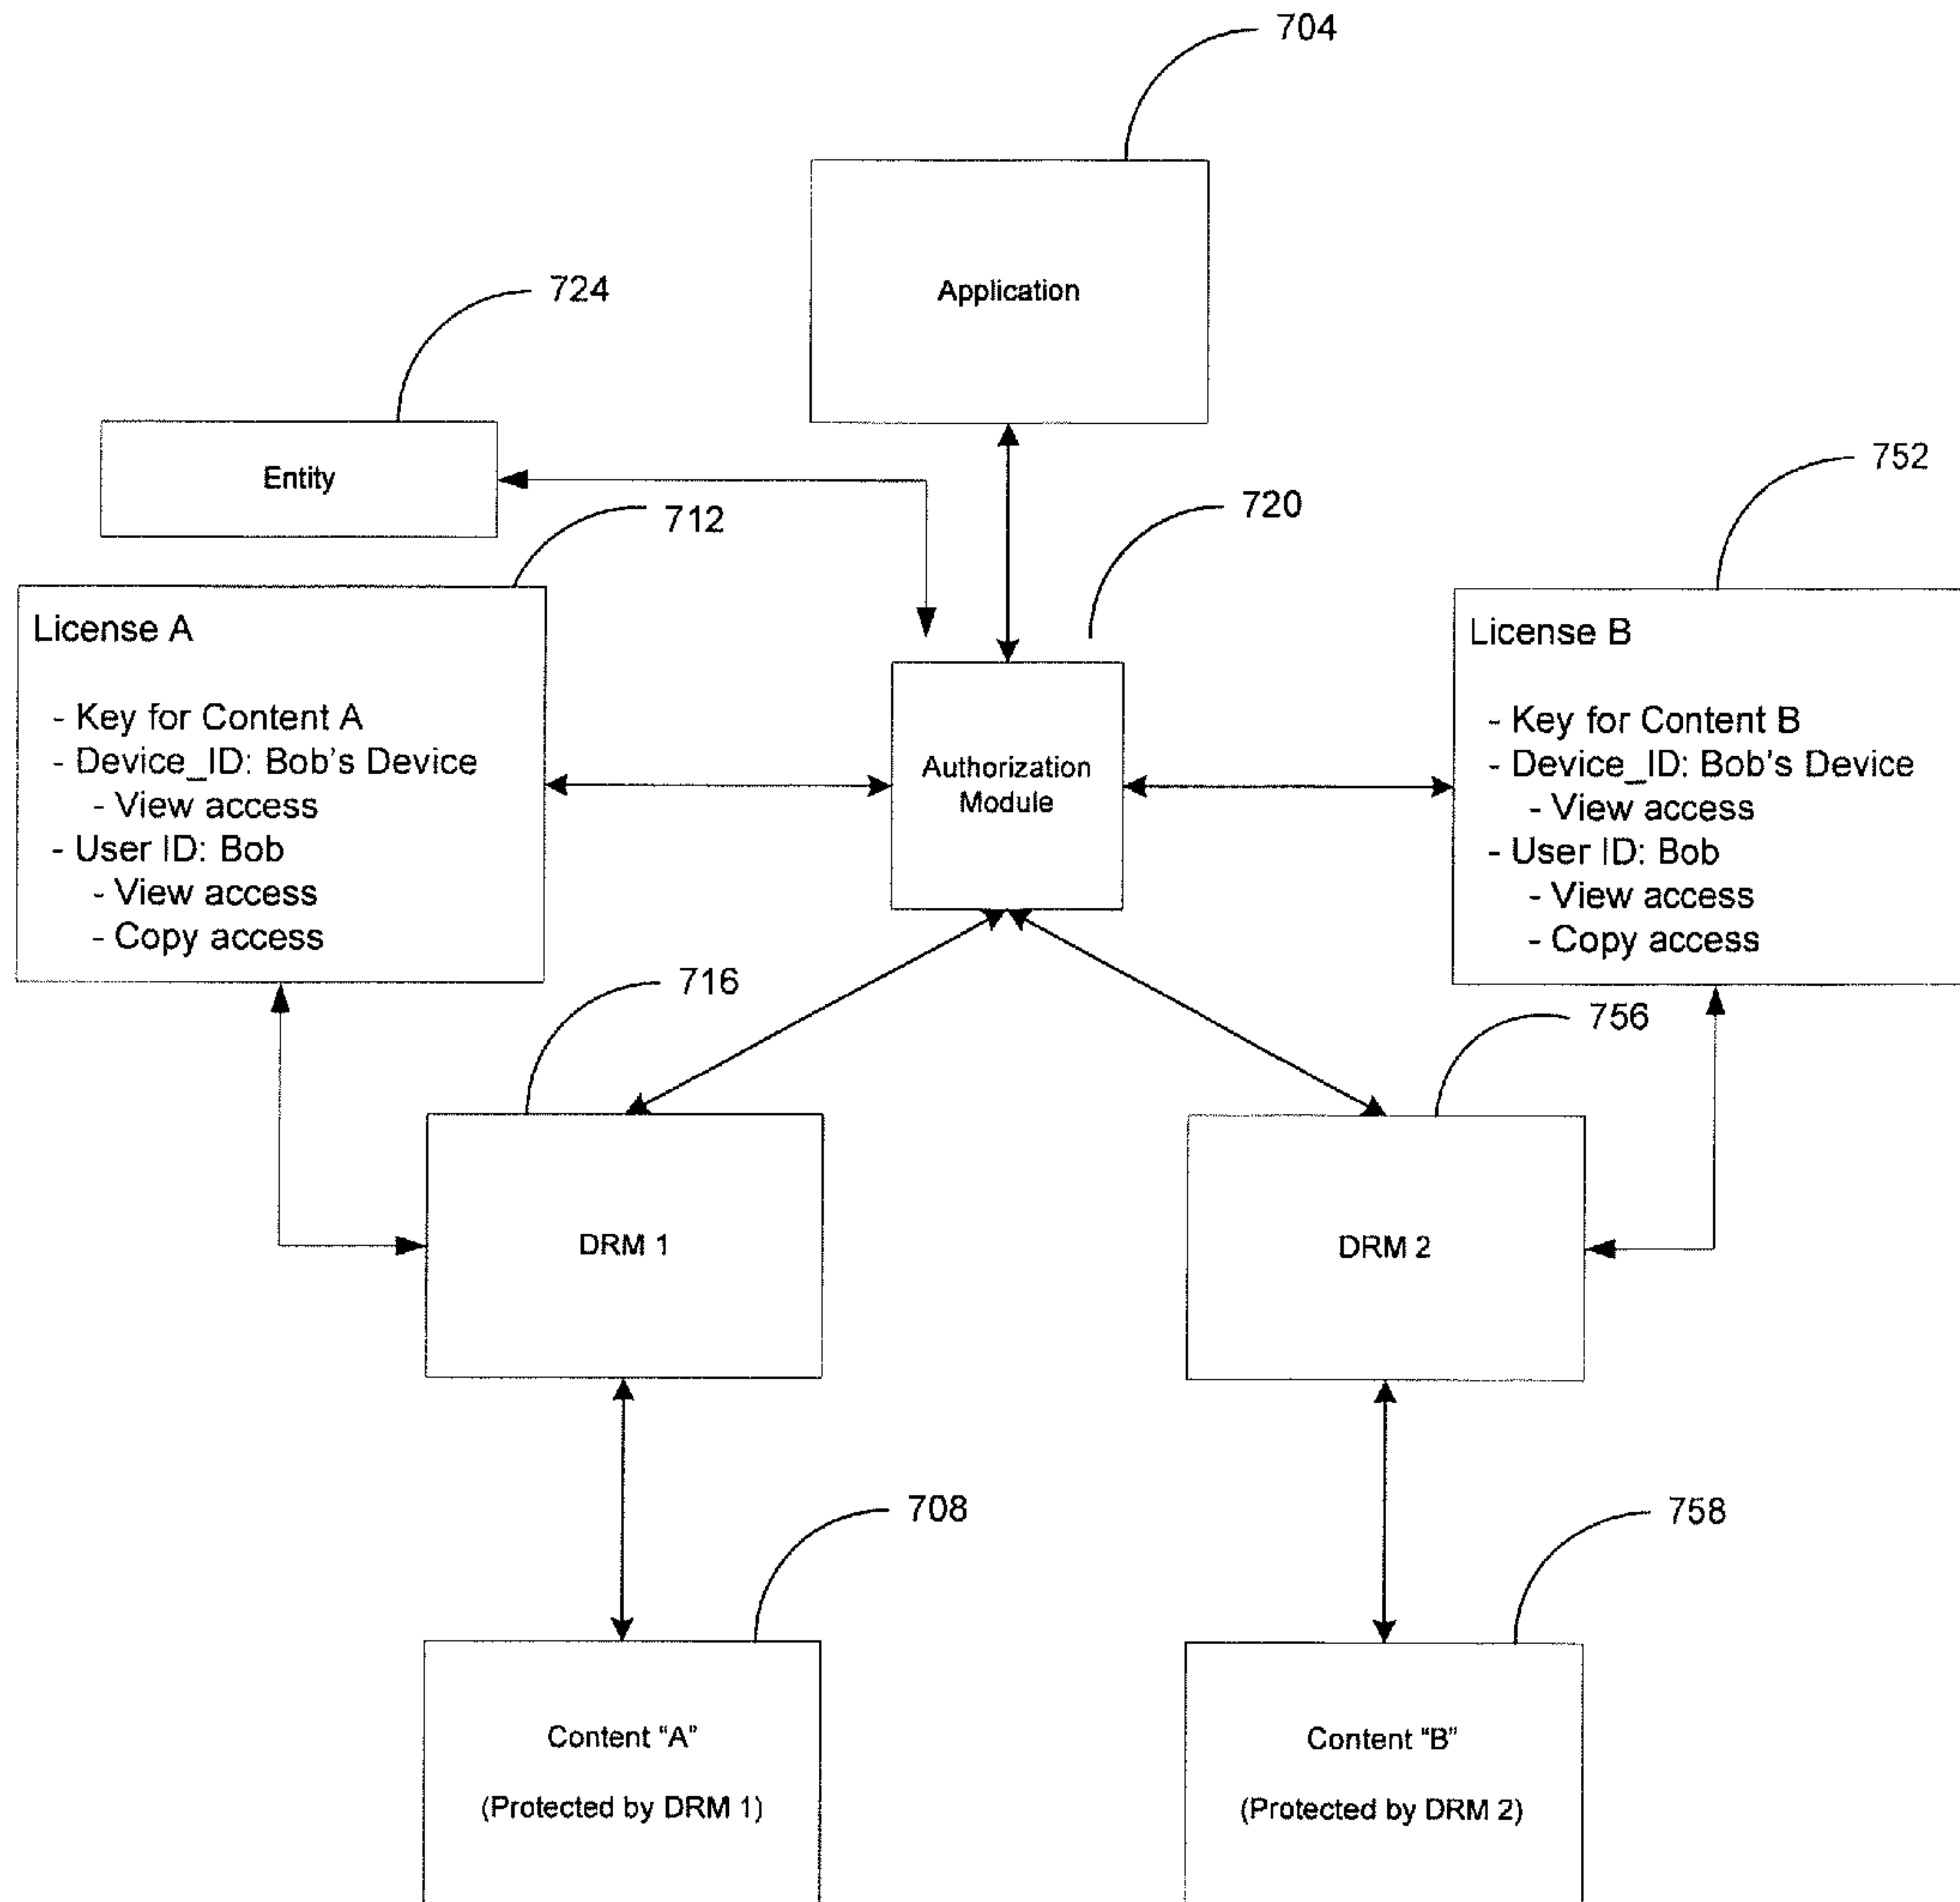 704
Application
724
Entity
712
720
752
License A
- Key for Content A
- Device_ID: Bob's Device
- View access
- User ID: Bob
- View access
- Copy access
Authorization
Module
License B
- Key for Content B
- Device_ID: Bob's Device
- View access
- User ID: Bob
- View access
- Copy access
716
756
DRM 1
DRM 2
708
758
Content “A”
(Protected by DRM 1)
Content “B”
(Protected by DRM 2)